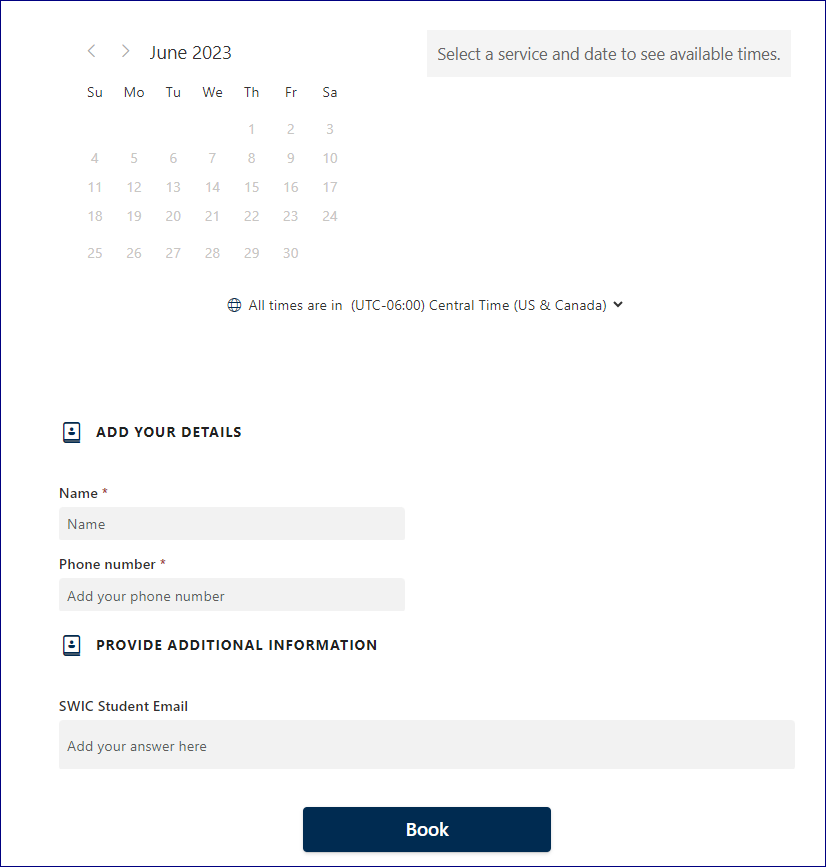 June 2023
Select a service and date to see available times.
Su Mo Tu We Th Fr Sa
1 2 3
4 5 6 7 8 9 10
11 12 13 14 15 16 17
18 19 20 21 22 23 24
25 26 27 28 29 30
All times are in (UTC-06:00) Central Time (US & Canada)
ADD YOUR DETAILS
Name *
Name
Phone number *
Add your phone number
PROVIDE ADDITIONAL INFORMATION
SWIC Student Email
Add your answer here
Book